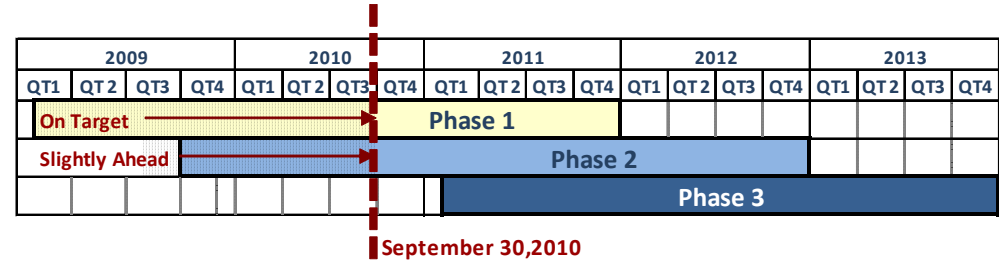 2009 2010 2011 2012 2013
QT1 QT 2 QT3 QT4 QT1 QT 2 QT3 QT4 QT1 QT 2 QT3 QT4 QT1 QT 2 QT3 QT4 QT1 QT2 QT3 QT4
On Target Phase 1
Slightly Ahead Phase 2
Phase 3
September 30,2010